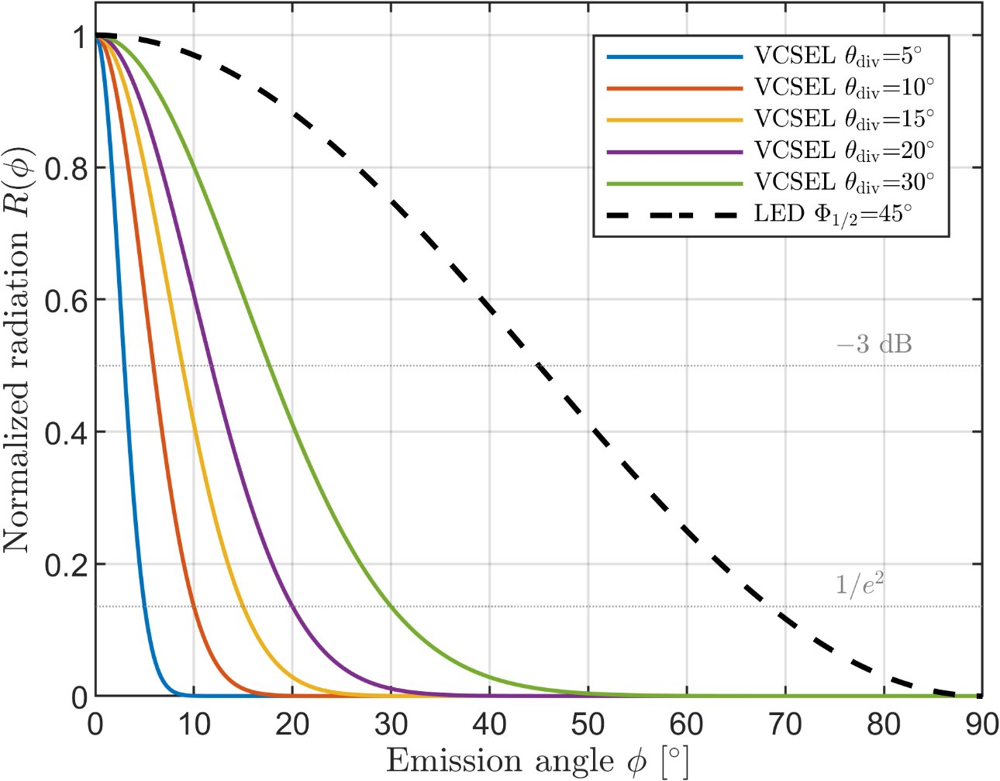 Normalized radiation R(ϕ)
1
0.8
0.6
0.4
0.2
0
VCSEL θdiv=5°
VCSEL θdiv=10°
VCSEL θdiv=15°
VCSEL θdiv=20°
VCSEL θdiv=30°
LED Φ1/2=45°
−3 dB
1/e²
0 10 20 30 40 50 60 70 80 90
Emission angle ϕ [°]